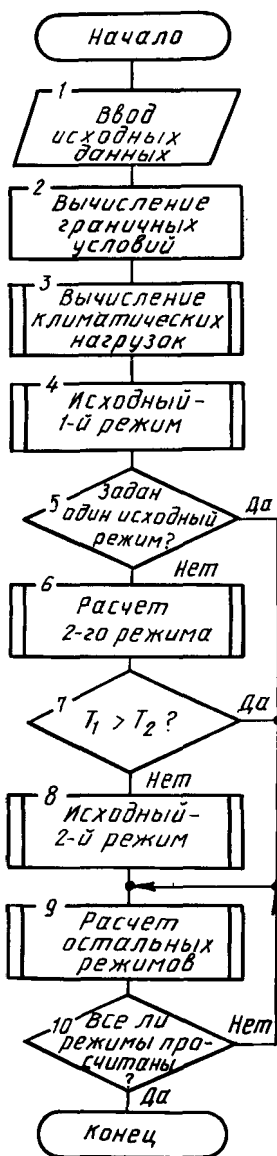 Начало
1
Ввод
исходных
данных
2
Вычисление
граничных
условий
3
Вычисление
климатических
нагрузок
4
Исходный-
1-й режим
5
Задан
один исходный
режим?
Да
Нет
6
Расчет
2-го режима
7
T₁ > T₂ ?
Да
Нет
8
Исходный-
2-й режим
9
Расчет
остальных
режимов
10
Все ли
режимы про-
считаны
?
Нет
Да
Конец